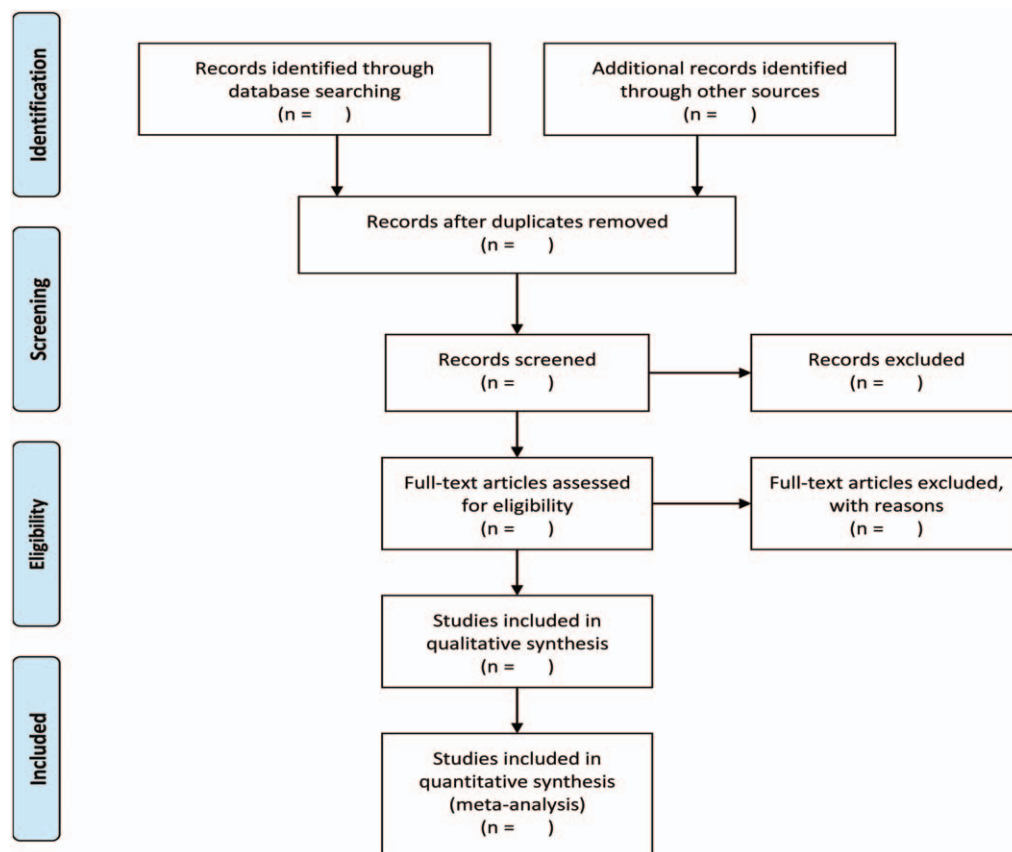 Identification
Records identified through
database searching
(n = )
Additional records identified
through other sources
(n = )
Records after duplicates removed
(n = )
Screening
Records screened
(n = )
Records excluded
(n = )
Eligibility
Full-text articles assessed
for eligibility
(n = )
Full-text articles excluded,
with reasons
(n = )
Studies included in
qualitative synthesis
(n = )
Included
Studies included in
quantitative synthesis
(meta-analysis)
(n = )